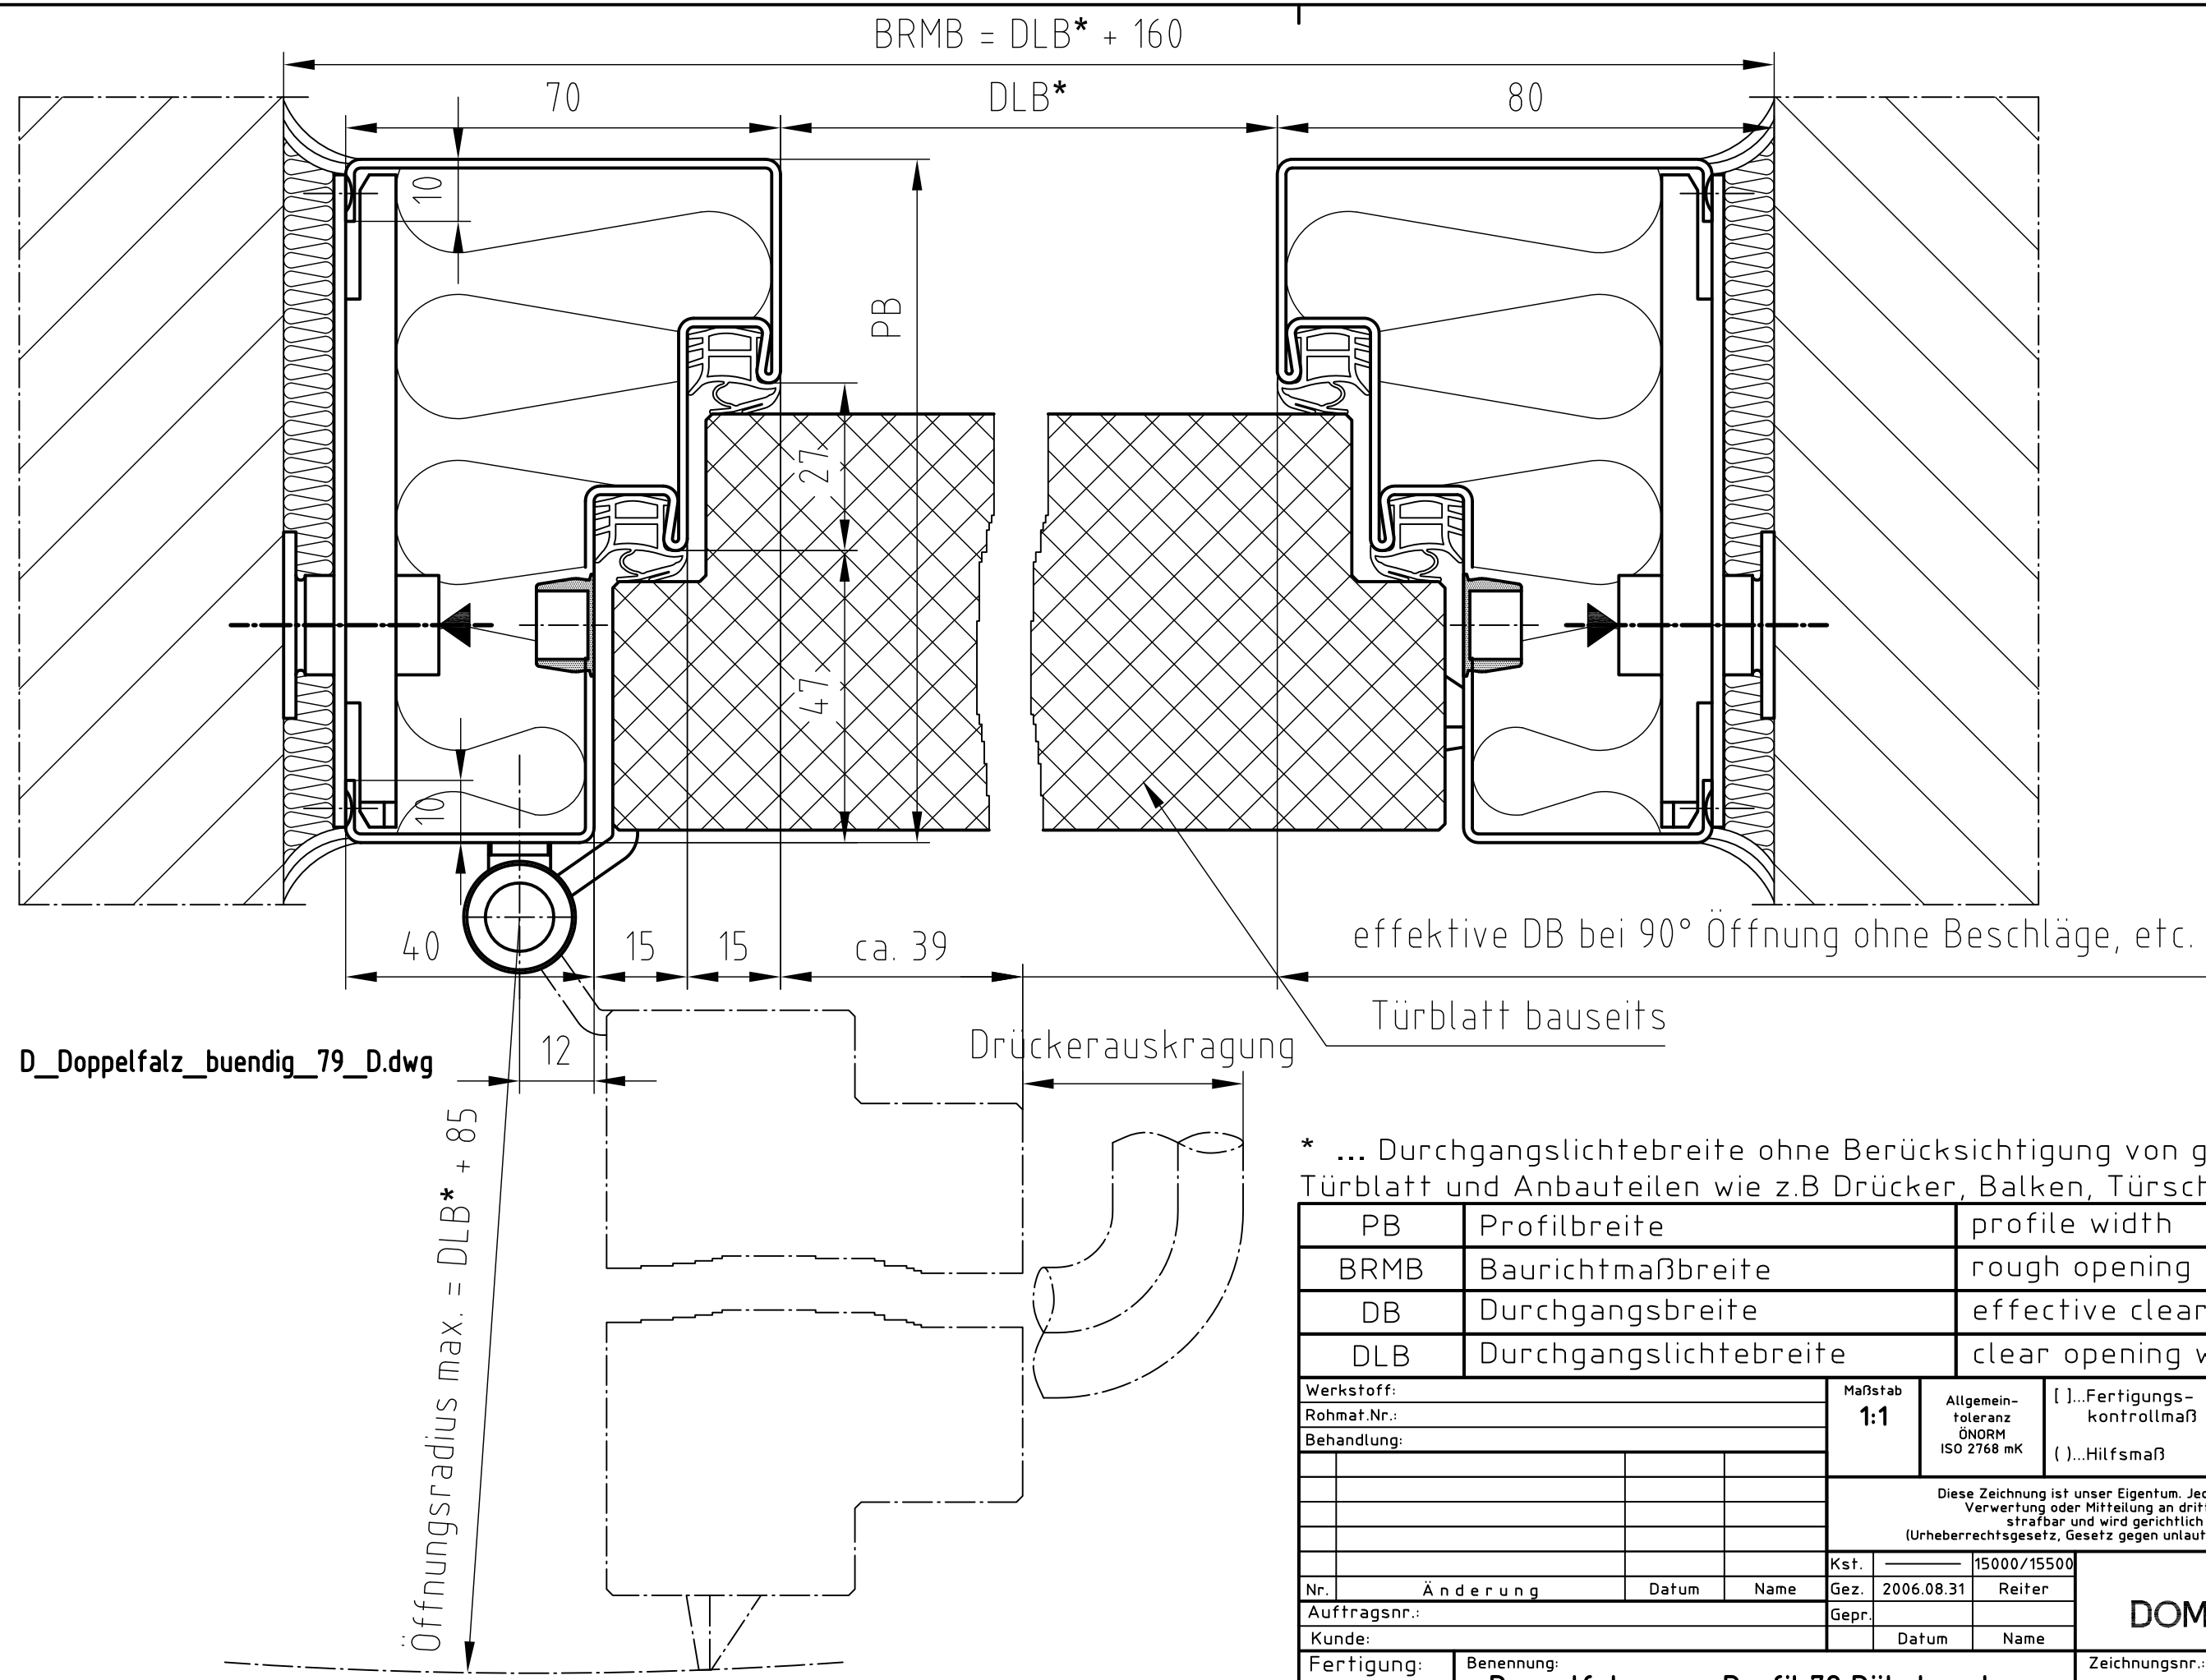 BRMB = DLB* + 160
70
DLB*
80
10
PB
27
47
10
40
15
15
ca. 39
effektive DB bei 90° Öffnung ohne Beschläge, etc.
Türblatt bauseits
12
Drückerauskragung
D_Doppelfalz_buendig_79_D.dwg
Öffnungsradius max. = DLB* + 85
* ... Durchgangslichtebreite ohne Berücksichtigung von g
Türblatt und Anbauteilen wie z.B Drücker, Balken, Türsch
PB Profilbreite profile width
BRMB Baurichtmaßbreite rough opening
DB Durchgangsbreite effective clear
DLB Durchgangslichtebreite clear opening w
Werkstoff:
Rohmat.Nr.:
Behandlung:
Maßstab
1:1
Allgemein-
toleranz
ÖNORM
ISO 2768 mK
[ ]...Fertigungs-
kontrollmaß
( )...Hilfsmaß
Diese Zeichnung ist unser Eigentum. Jed
Verwertung oder Mitteilung an dritt
strafbar und wird gerichtlich
(Urheberrechtsgesetz, Gesetz gegen unlaut
Kst. 15000/15500
Nr. Änderung Datum Name Gez. 2006.08.31 Reiter
Auftragsnr.: Gepr.
Kunde: Datum Name
DOM
Fertigung:
Benennung:
Zeichnungsnr.: